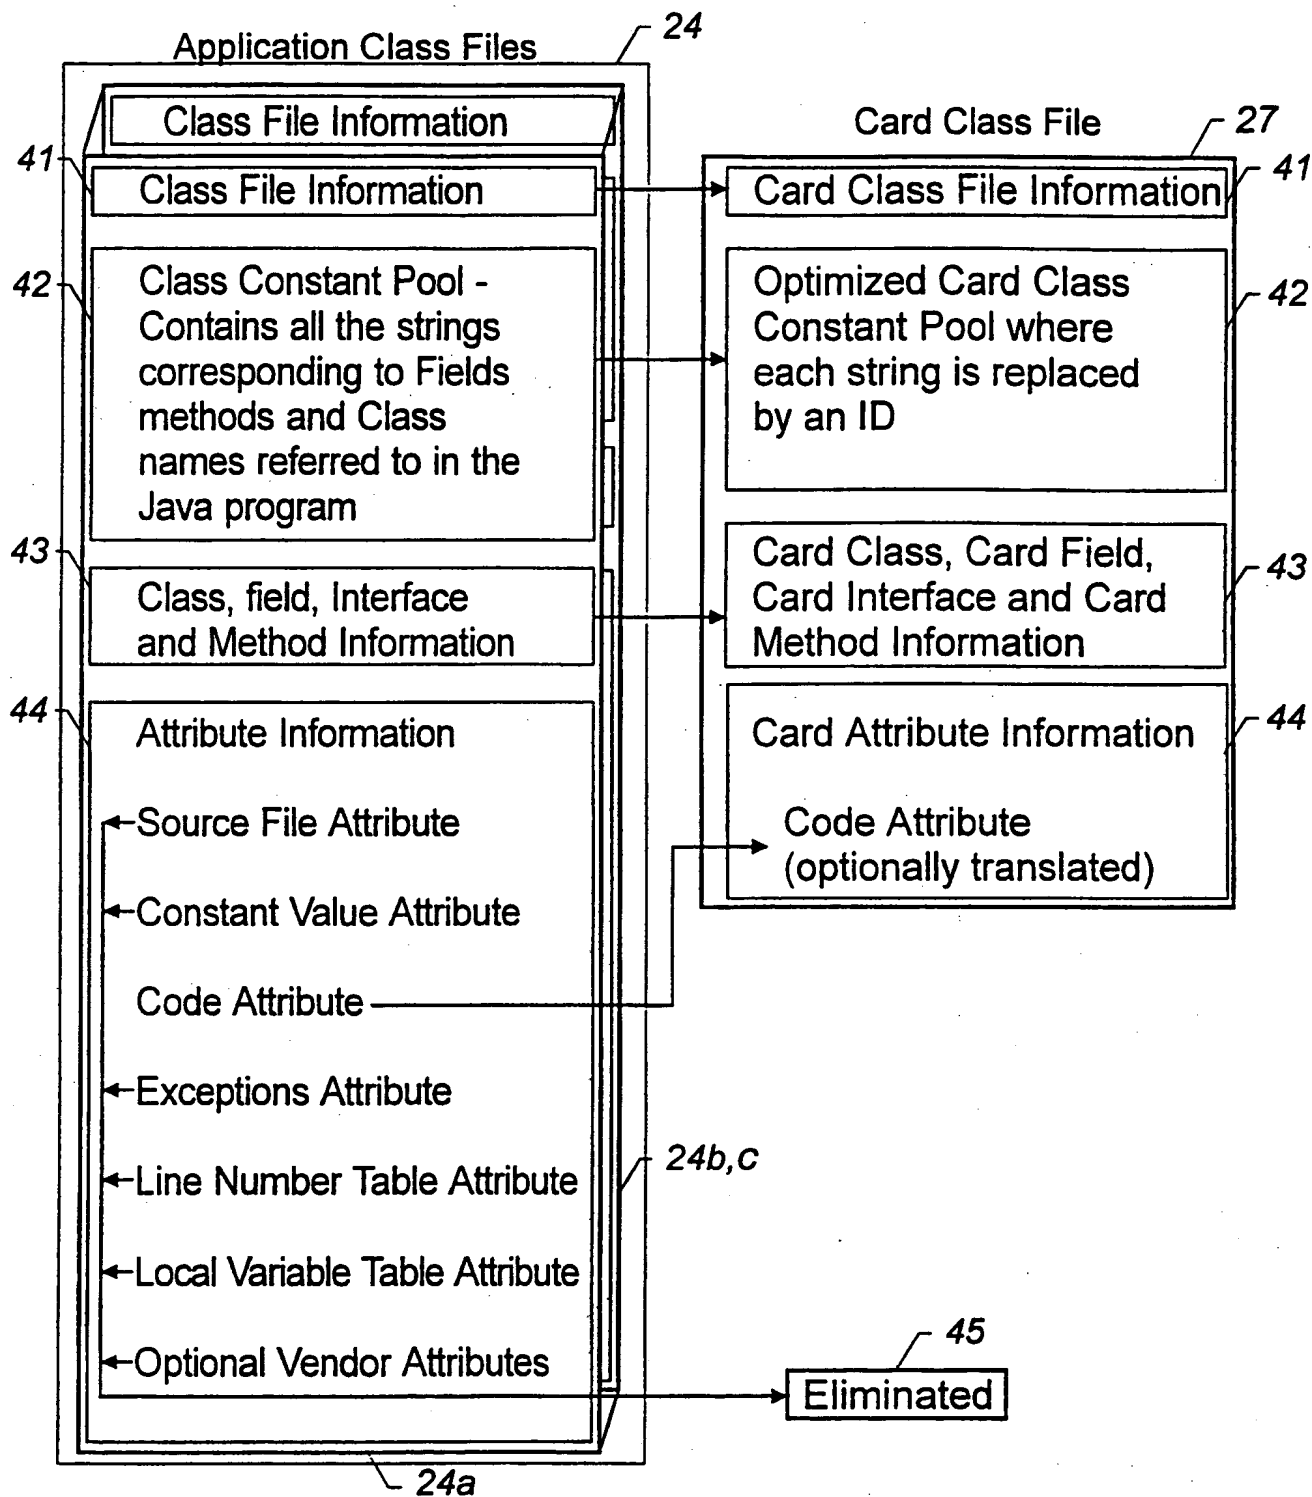 24
Application Class Files
Class File Information
Card Class File
27
41
Class File Information
Card Class File Information
41
42
Class Constant Pool -
Contains all the strings
corresponding to Fields
methods and Class
names referred to in the
Java program
Optimized Card Class
Constant Pool where
each string is replaced
by an ID
42
43
Class, field, Interface
and Method Information
Card Class, Card Field,
Card Interface and Card
Method Information
43
44
Attribute Information
Source File Attribute
Constant Value Attribute
Code Attribute
Exceptions Attribute
Line Number Table Attribute
Local Variable Table Attribute
Optional Vendor Attributes
Card Attribute Information
Code Attribute
(optionally translated)
44
24b,c
45
Eliminated
24a